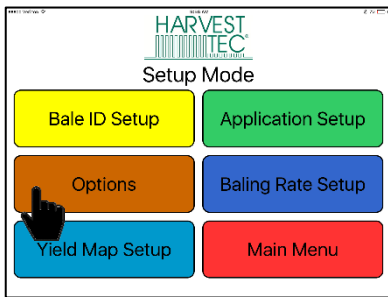 HARVEST
TEC
Setup Mode
Bale ID Setup
Application Setup
Options
Baling Rate Setup
Yield Map Setup
Main Menu